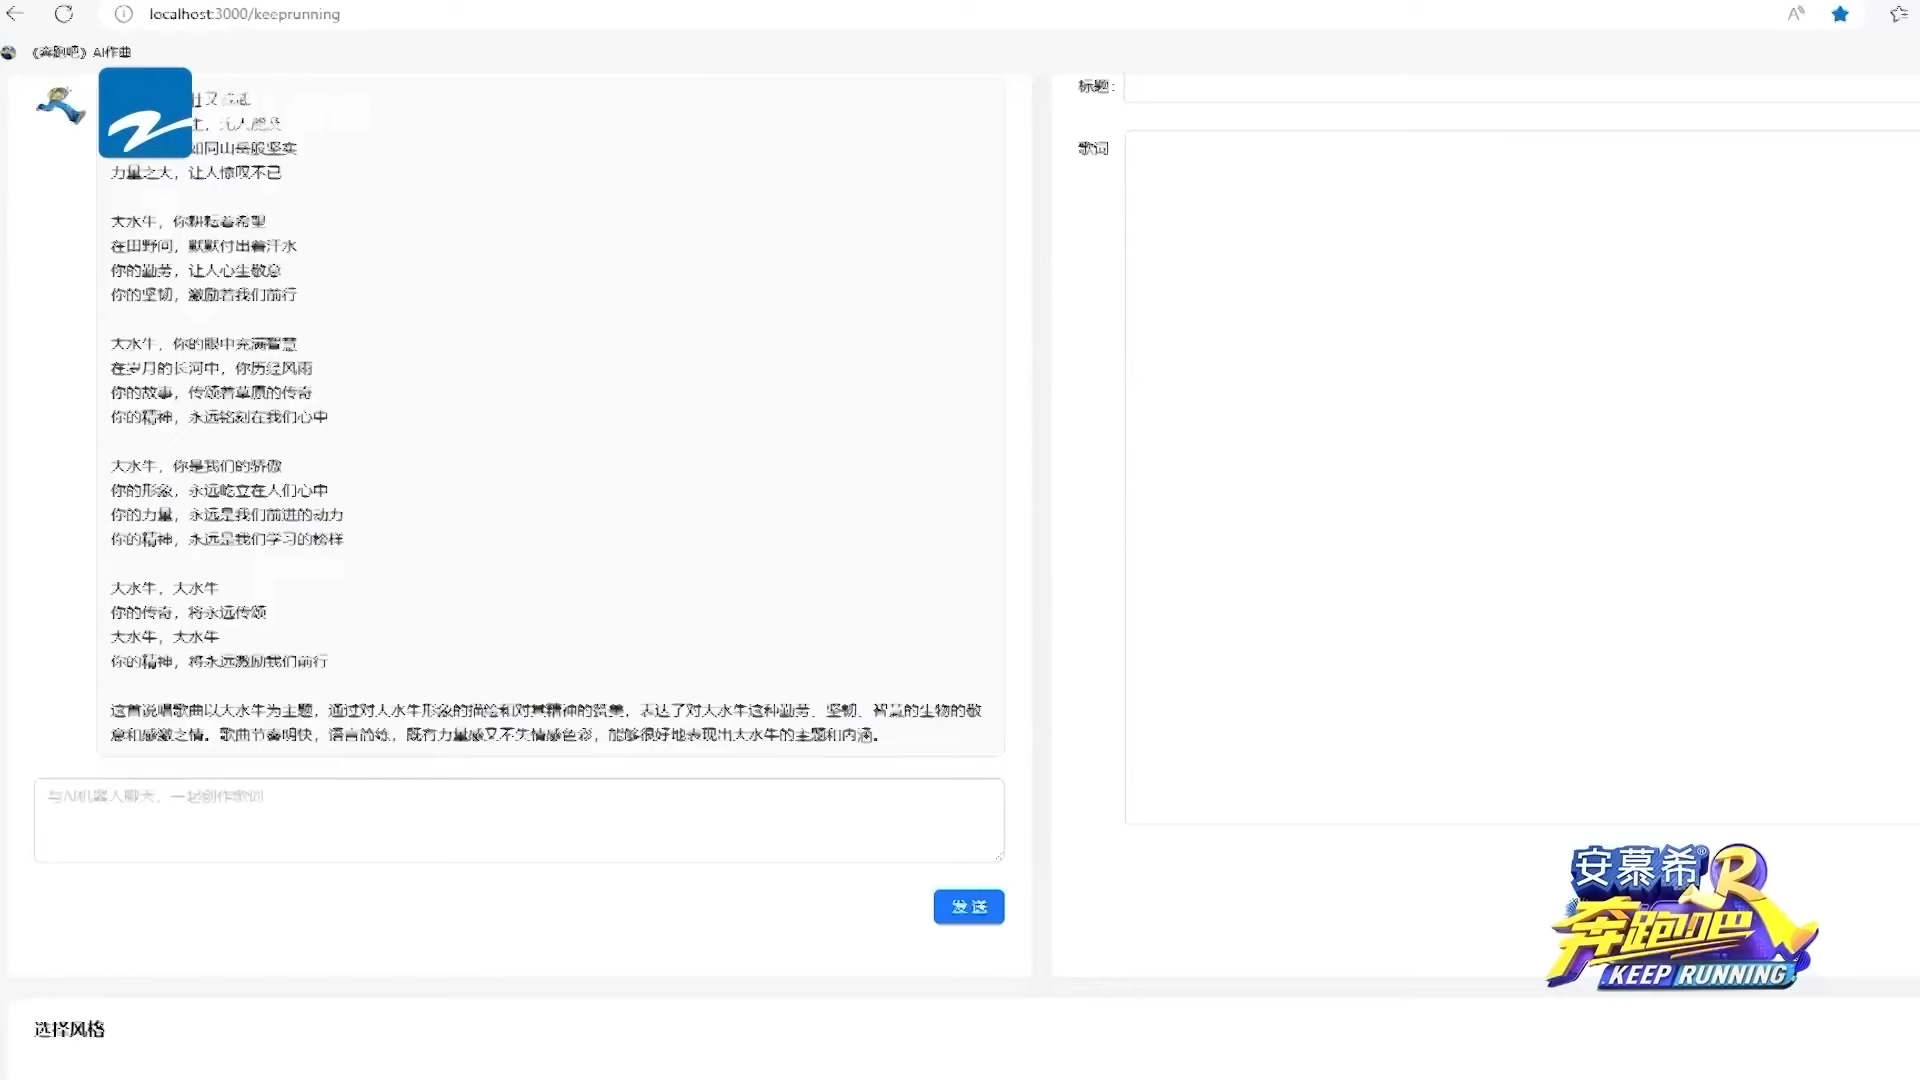 localhost:3000/keeprunning
《奔跑吧》AI作曲
壮又
，无人能及
如同山岳般坚实
力量之大，让人惊叹不已
大水牛，你耕耘着希望
在田野间，默默付出着汗水
你的勤劳，让人心生敬意
你的坚韧，激励着我们前行
大水牛，你的眼中充满智慧
在岁月的长河中，你历经风雨
你的故事，传颂着草原的传奇
你的精神，永远铭刻在我们心中
大水牛，你是我们的骄傲
你的形象，永远屹立在人们心中
你的力量，永远是我们前进的动力
你的精神，永远是我们学习的榜样
大水牛，大水牛
你的传奇，将永远传颂
大水牛，大水牛
你的精神，将永远激励我们前行
这首说唱歌曲以大水牛为主题，通过对大水牛形象的描绘和对其精神的赞美，表达了对大水牛这种勤劳、坚韧、智慧的生物的敬
意和感激之情。歌曲节奏明快，语言简练，既有力量感又不失情感色彩，能够很好地表现出大水牛的主题和内涵。
与AI机器人聊天，一起创作歌词
发送
标题：
歌词
安慕希®
奔跑吧
KEEP RUNNING
选择风格